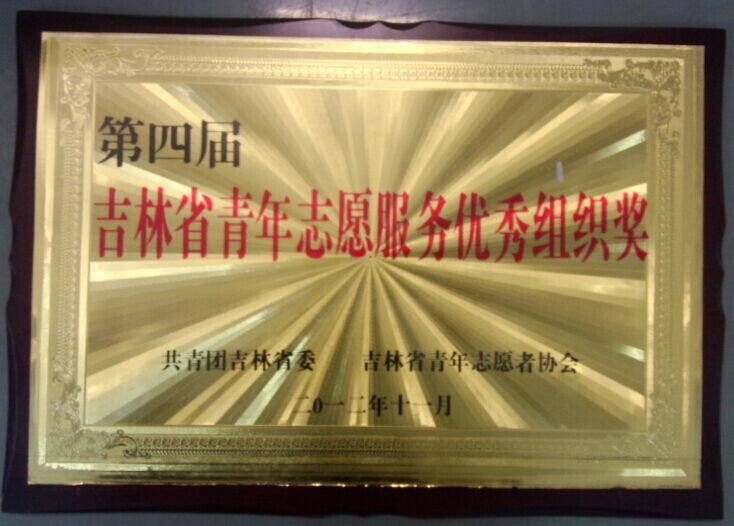 第四届
吉林省青年志愿服务优秀组织奖
共青团吉林省委 吉林省青年志愿者协会
二0一二年十一月